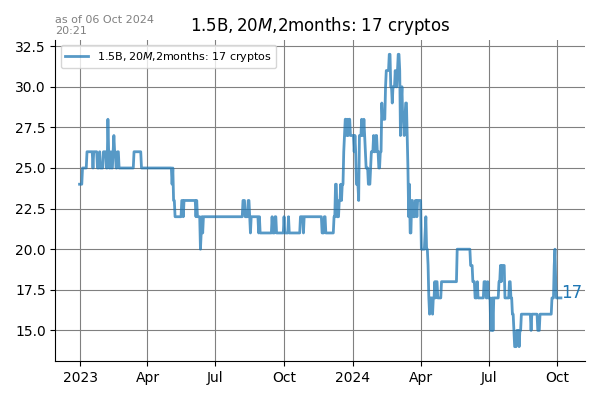 as of 06 Oct 2024
20:21
1.5B, 20M,2months: 17 cryptos
1.5B, 20M,2months: 17 cryptos
32.5
30.0
27.5
25.0
22.5
20.0
17.5
15.0
17
2023
Apr
Jul
Oct
2024
Apr
Jul
Oct